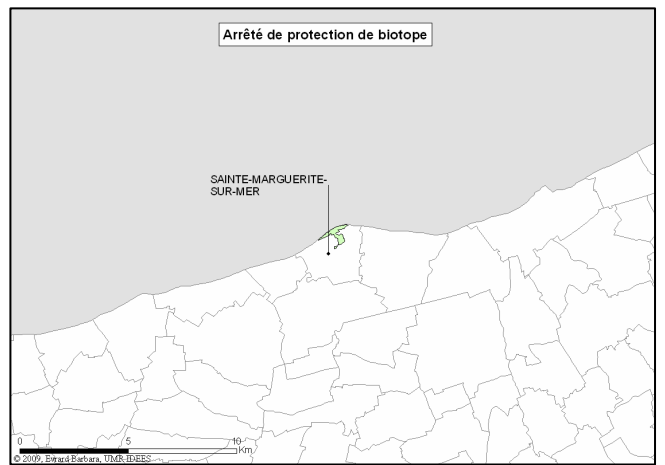 Arrêté de protection de biotope
SAINTE-MARGUERITE-
SUR-MER
0 5 10
Km
© 2009, Evrard Barbara, UMR-IDEES